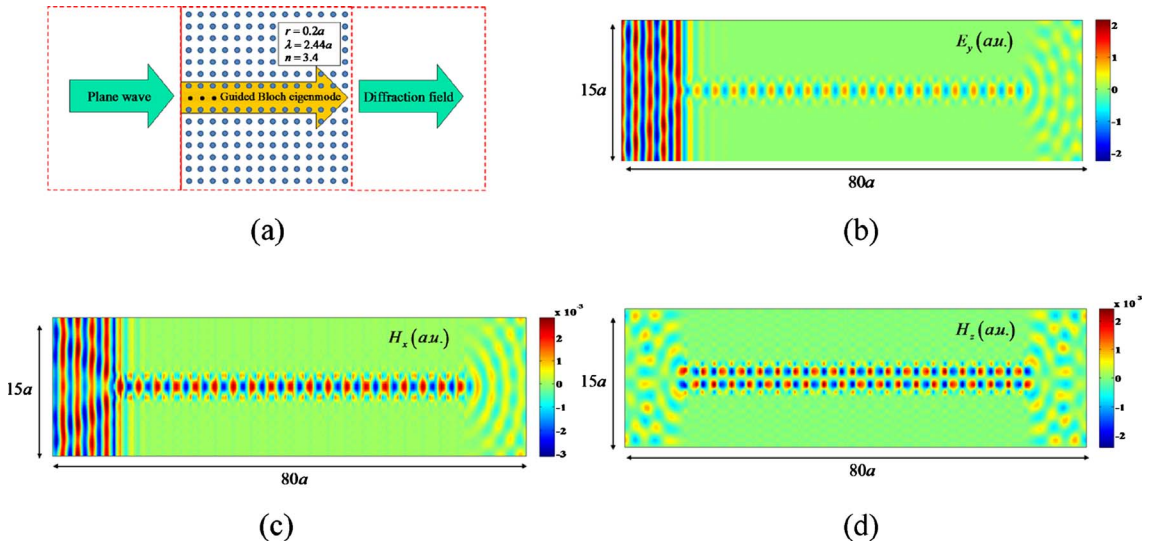 r=0.2a
λ=2.44a
n=3.4
Plane wave
Guided Bloch eigenmode
Diffraction field
(a)
E_y (a.u.)
15a
2
1
0
-1
-2
80a
(b)
x 10⁻³
H_x (a.u.)
15a
2
1
0
-1
-2
-3
80a
(c)
x 10³
H_z (a.u.)
15a
2
1
0
-1
-2
80a
(d)